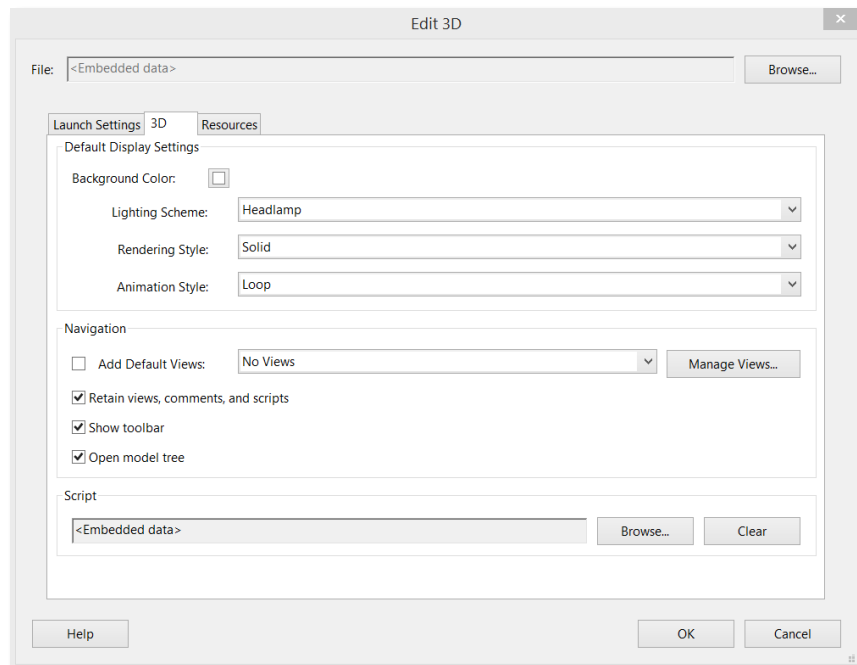 Edit 3D
File: <Embedded data> Browse...
Launch Settings 3D Resources
Default Display Settings
Background Color:
Lighting Scheme: Headlamp
Rendering Style: Solid
Animation Style: Loop
Navigation
Add Default Views: No Views Manage Views...
Retain views, comments, and scripts
Show toolbar
Open model tree
Script
<Embedded data> Browse... Clear
Help OK Cancel